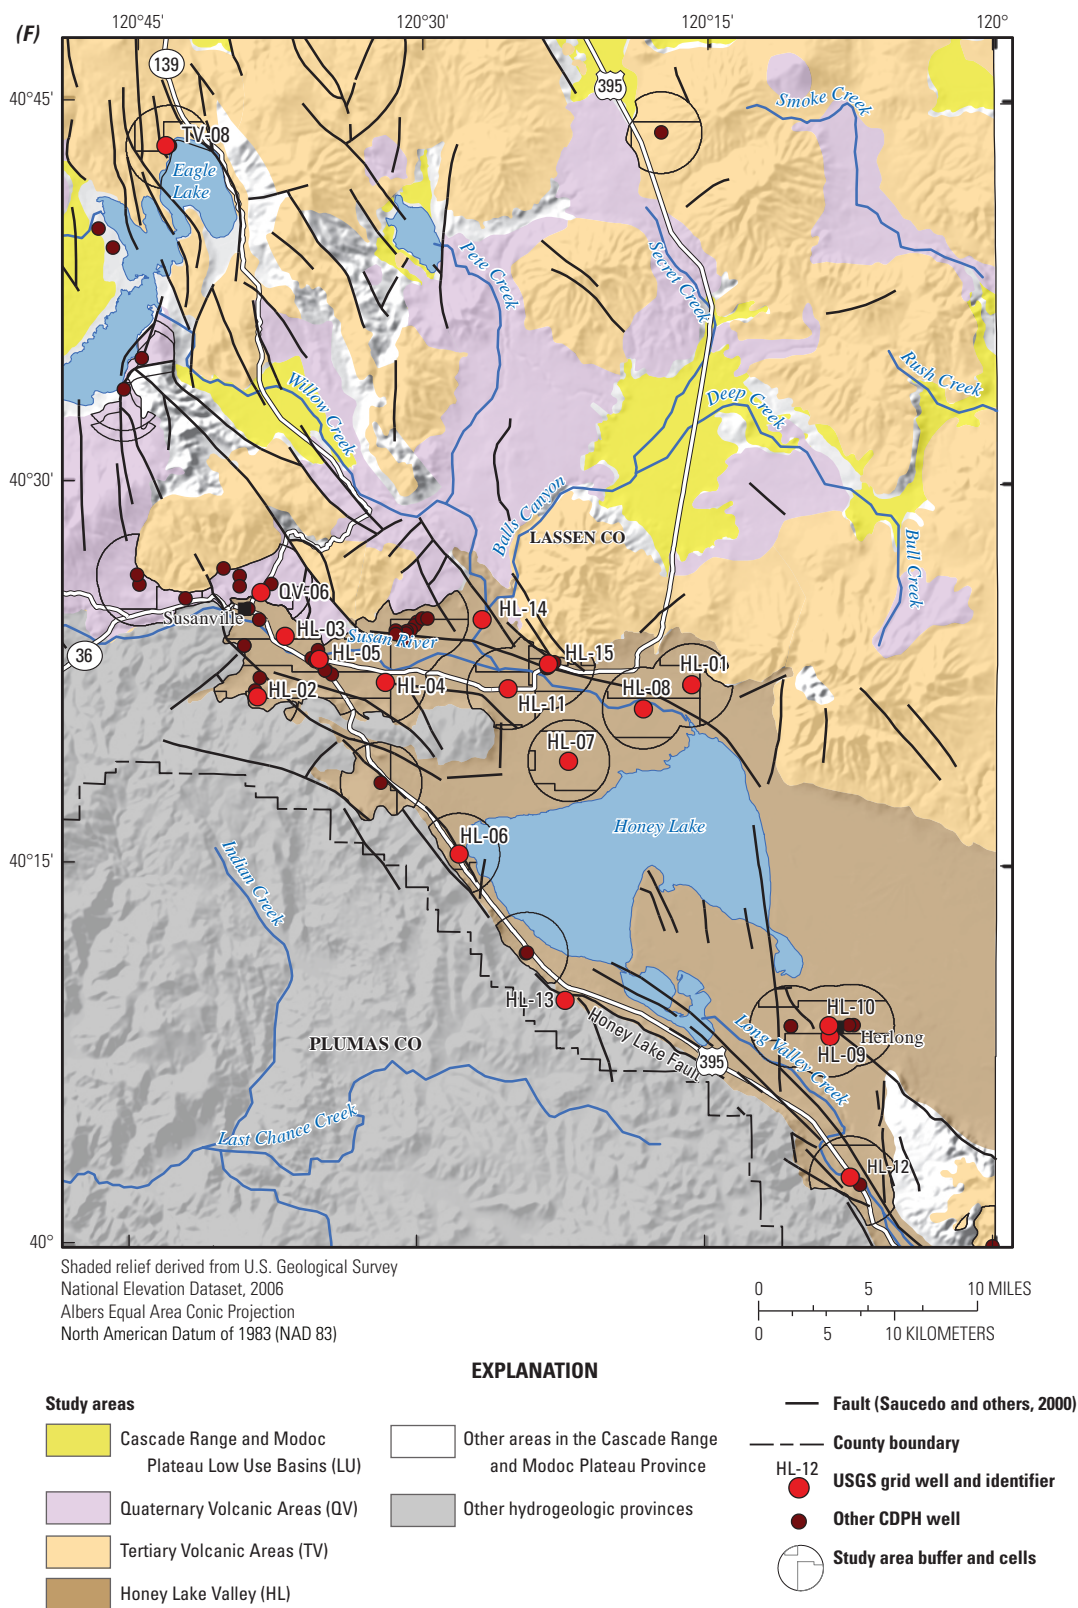 (F)
120°45'
120°30'
120°15'
120°
139
395
40°45'
Smoke Creek
TV-08
Eagle
Lake
Pete Creek
Secret Creek
Rush Creek
Willow Creek
Deep Creek
40°30'
Balls Canyon
LASSEN CO
Bull Creek
QV-06
Susanville
HL-14
HL-03
Susan River
36
HL-05
HL-15
HL-01
HL-02
HL-04
HL-11
HL-08
HL-07
Honey Lake
HL-06
40°15'
Indian Creek
HL-13
HL-10
Herlong
HL-09
Honey Lake Fault
Long Valley Creek
PLUMAS CO
395
Last Chance Creek
HL-12
40°
Shaded relief derived from U.S. Geological Survey
National Elevation Dataset, 2006
Albers Equal Area Conic Projection
North American Datum of 1983 (NAD 83)
0 5 10 MILES
0 5 10 KILOMETERS
EXPLANATION
Study areas
Cascade Range and Modoc
Plateau Low Use Basins (LU)
Quaternary Volcanic Areas (QV)
Tertiary Volcanic Areas (TV)
Honey Lake Valley (HL)
Other areas in the Cascade Range
and Modoc Plateau Province
Other hydrogeologic provinces
Fault (Saucedo and others, 2000)
County boundary
HL-12
USGS grid well and identifier
Other CDPH well
Study area buffer and cells